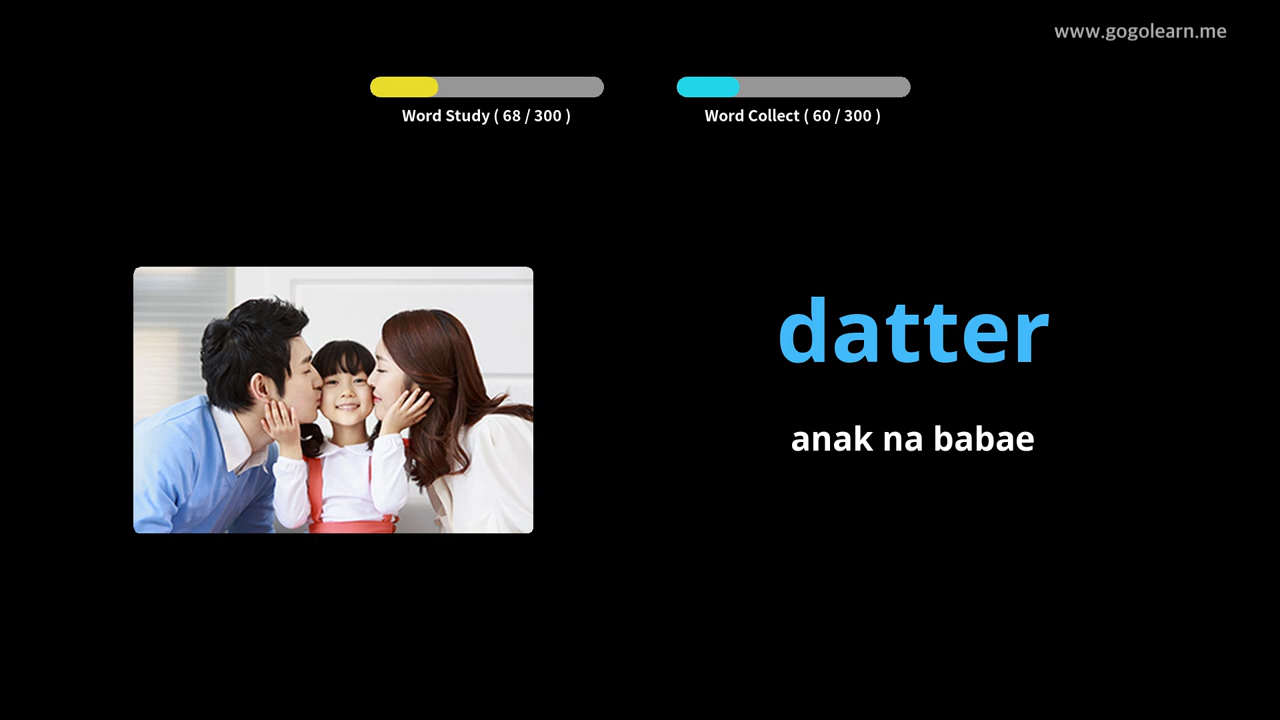 www.gogolearn.me
Word Study ( 68 / 300 )
Word Collect ( 60 / 300 )
datter
anak na babae